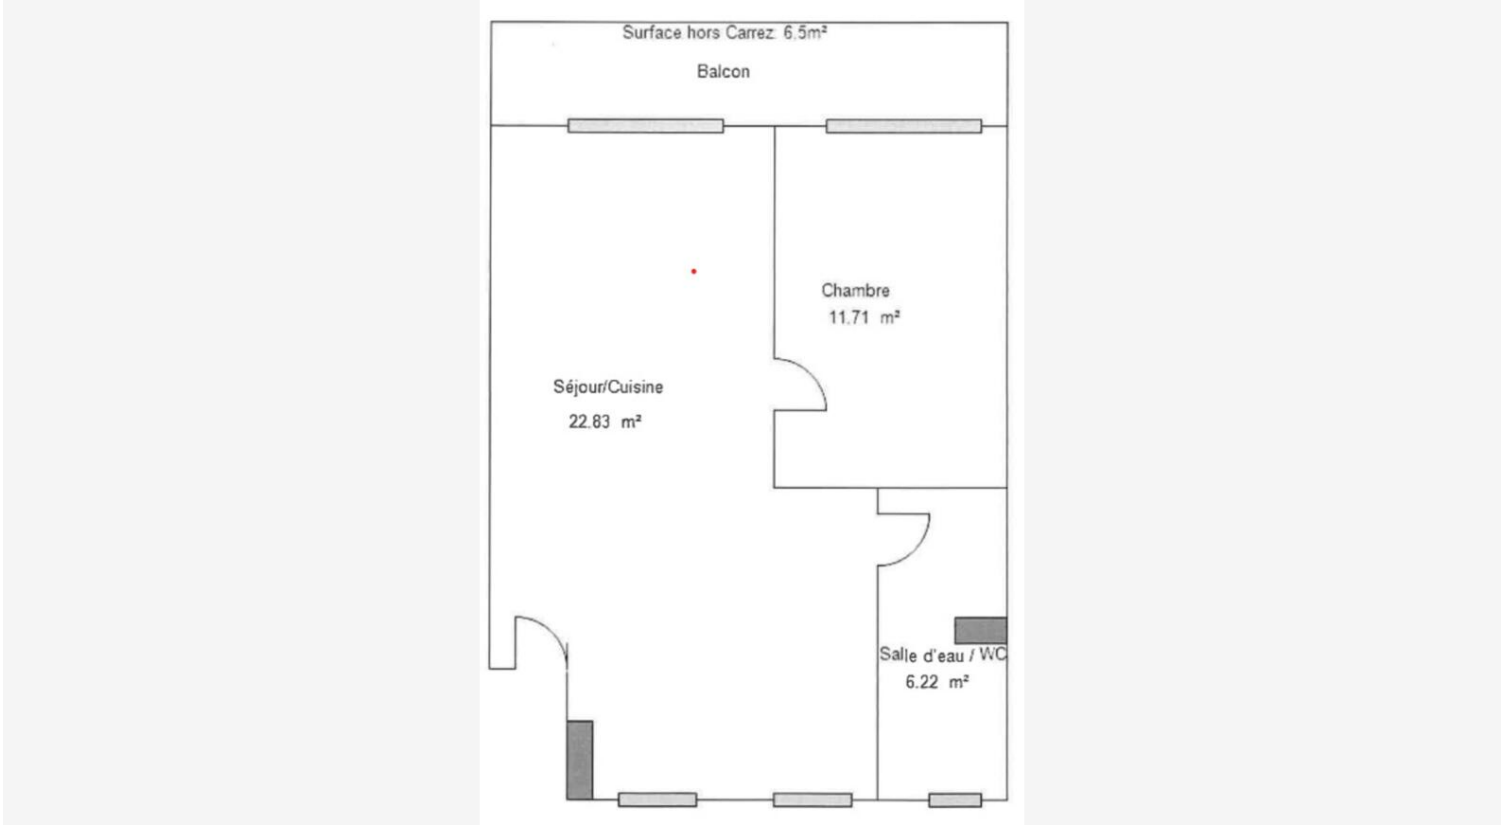 Surface hors Carrez: 6,5m²
Balcon
Chambre
11.71 m²
Séjour/Cuisine
22.83 m²
Salle d'eau / WC
6.22 m²